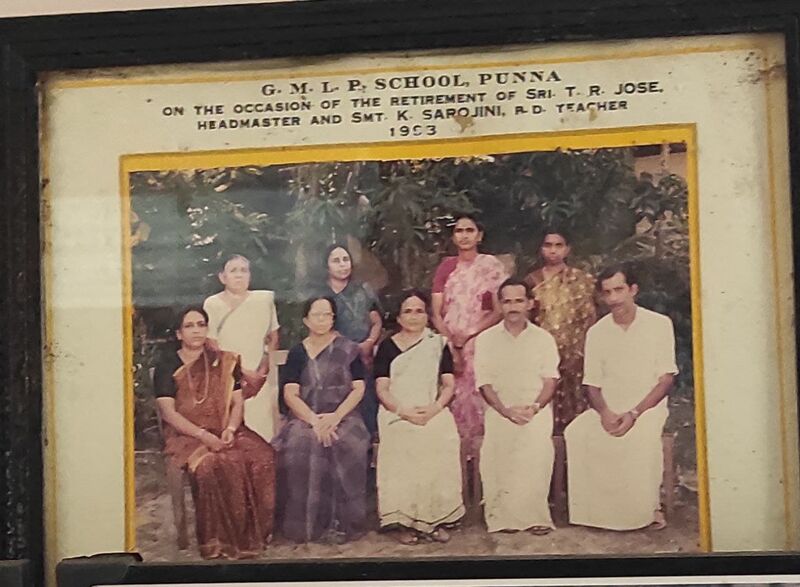 G. M. L. P. SCHOOL, PUNNA
ON THE OCCASION OF THE RETIREMENT OF SRI. T. R. JOSE,
HEADMASTER AND SMT. K. SAROJINI, P. D. TEACHER
1993